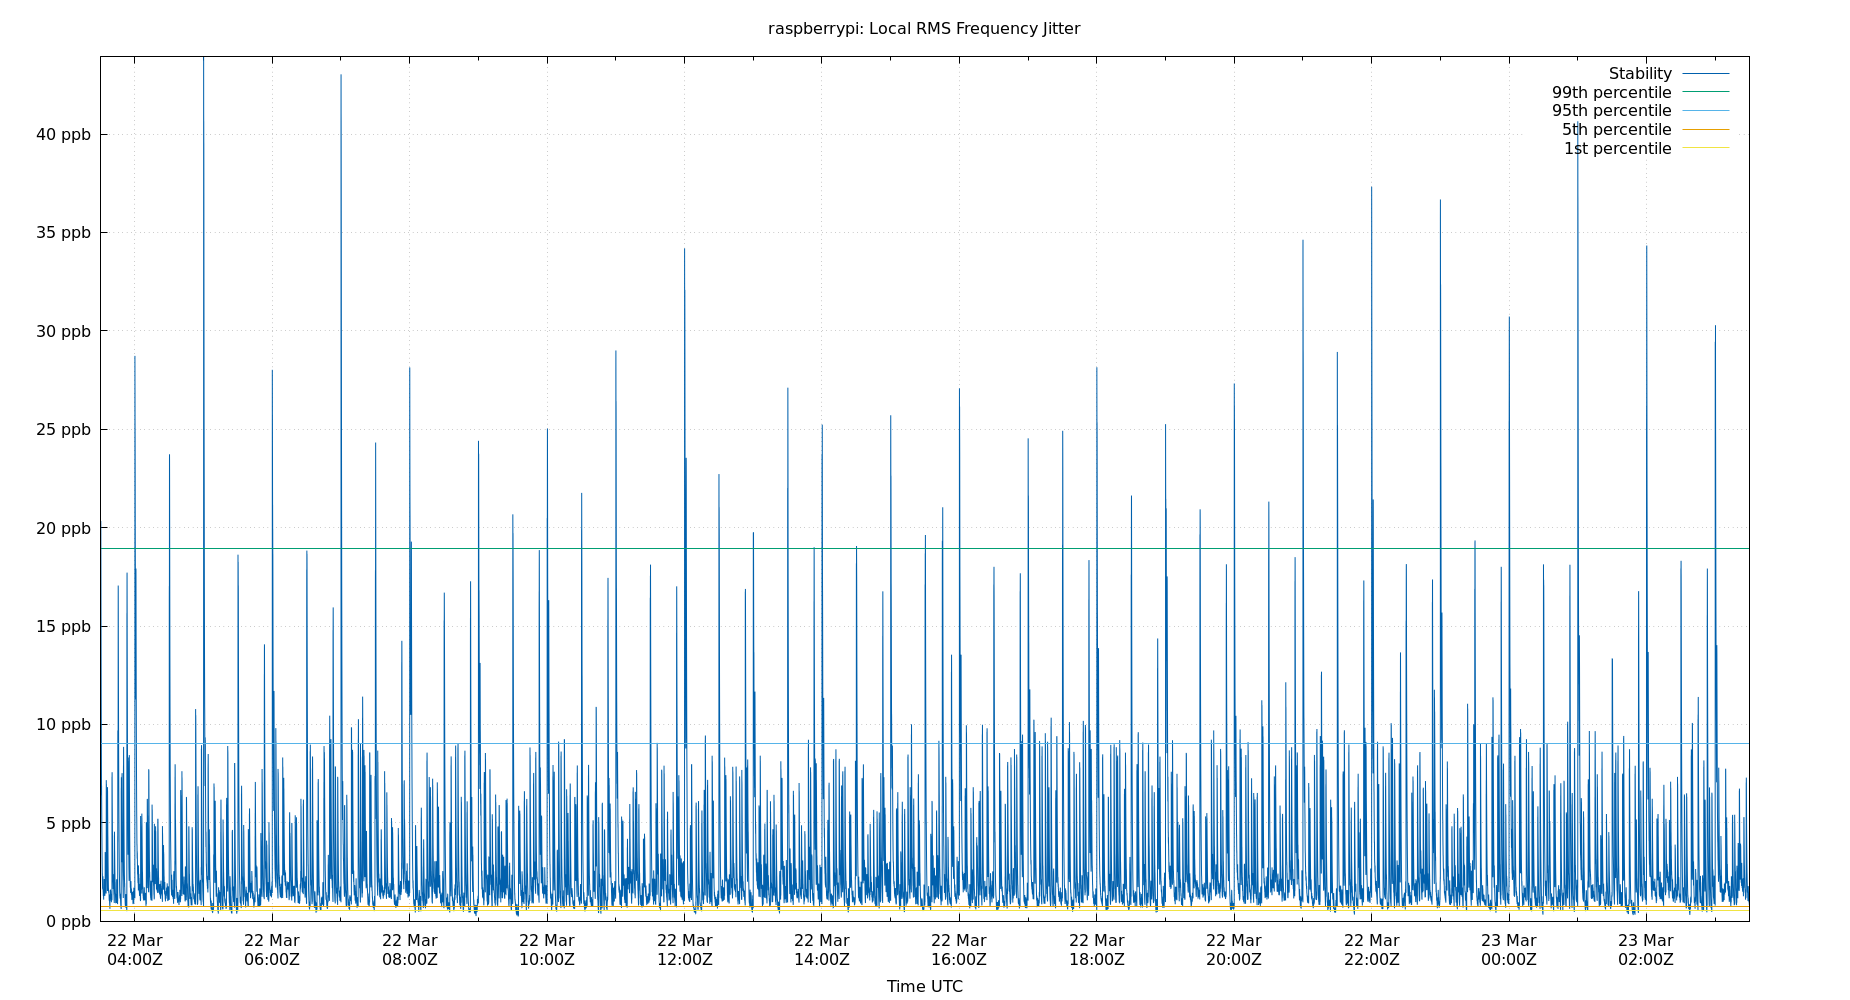 raspberrypi: Local RMS Frequency Jitter
Stability
99th percentile
95th percentile
5th percentile
1st percentile
40 ppb
35 ppb
30 ppb
25 ppb
20 ppb
15 ppb
10 ppb
5 ppb
0 ppb
22 Mar 22 Mar 22 Mar 22 Mar 22 Mar 22 Mar 22 Mar 22 Mar 22 Mar 22 Mar 23 Mar 23 Mar
04:00Z 06:00Z 08:00Z 10:00Z 12:00Z 14:00Z 16:00Z 18:00Z 20:00Z 22:00Z 00:00Z 02:00Z
Time UTC